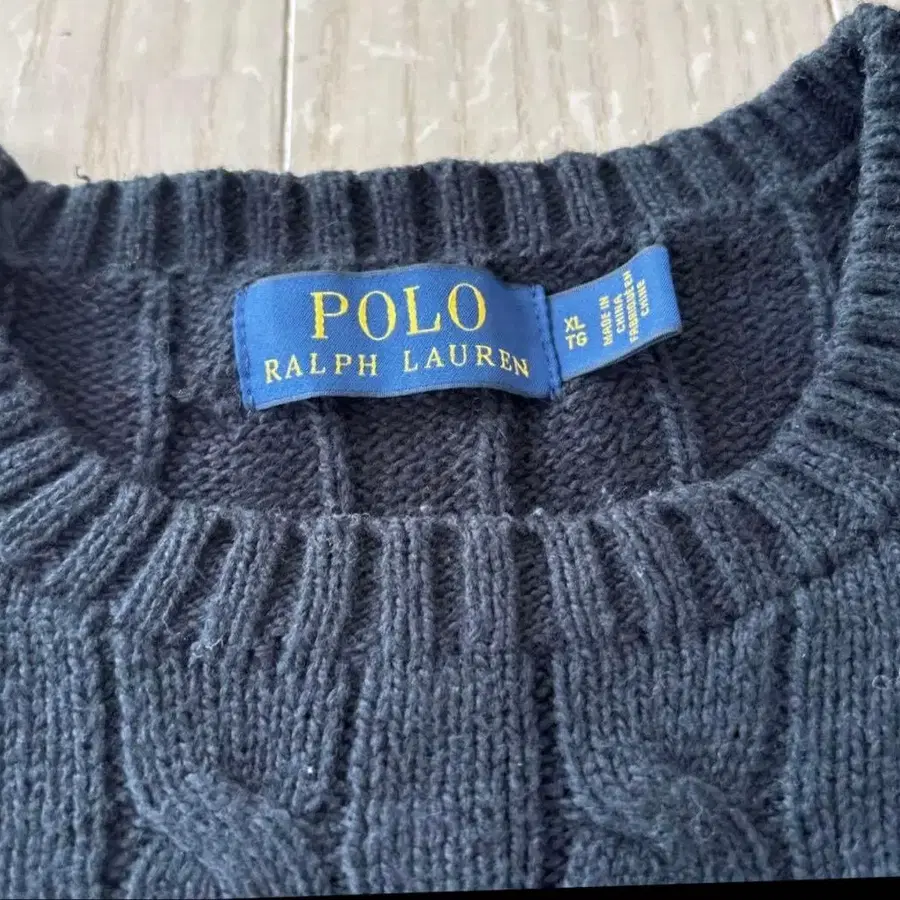 POLO
RALPH LAUREN
XL
TG
MADE IN
CHINA
FABRIQUÉ EN
CHINE